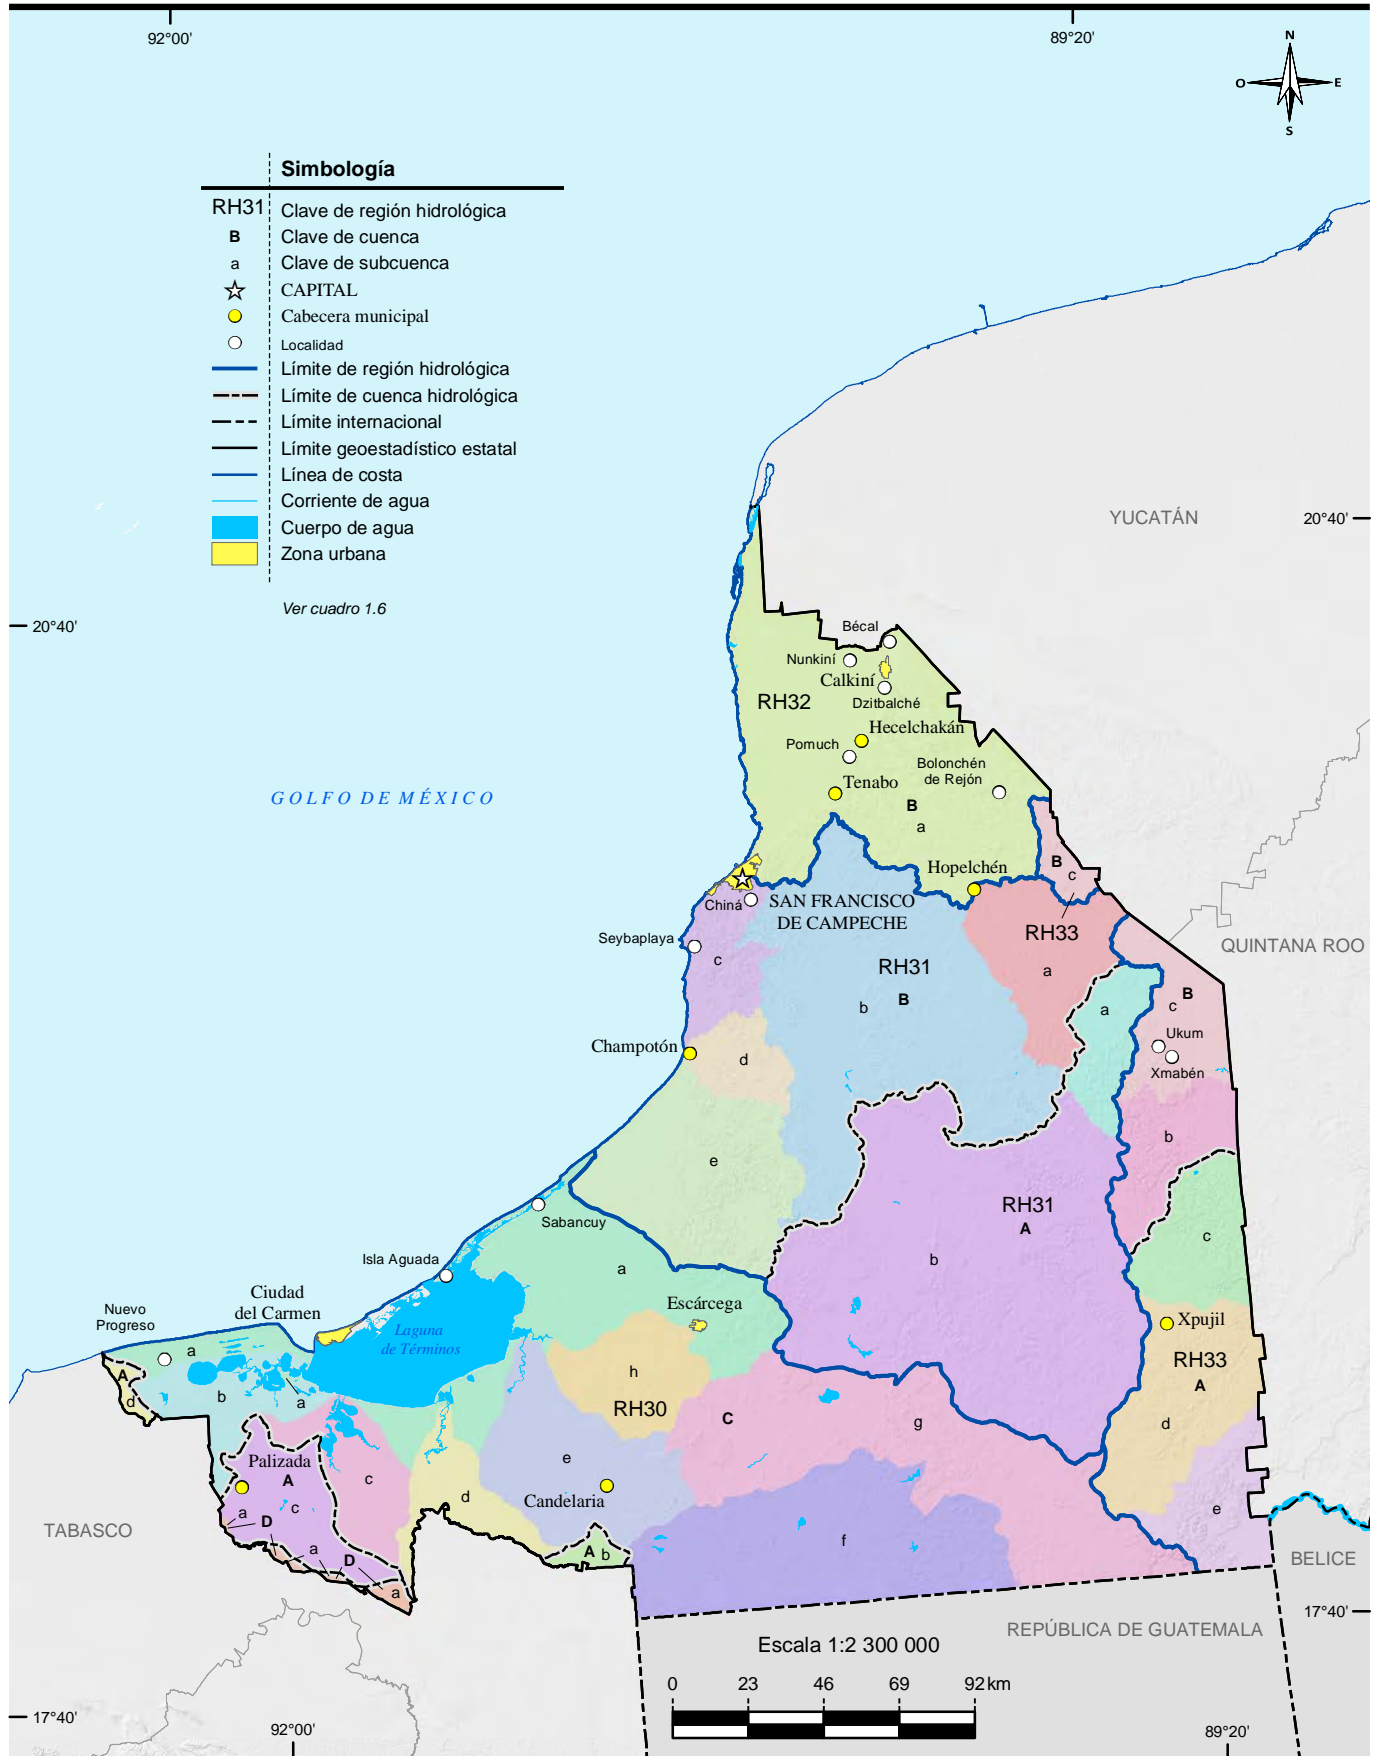 92°00'
89°20'
N
O
E
S
Simbología
RH31 Clave de región hidrológica
B Clave de cuenca
a Clave de subcuenca
CAPITAL
Cabecera municipal
Localidad
Límite de región hidrológica
Límite de cuenca hidrológica
Límite internacional
Límite geoestadístico estatal
Línea de costa
Corriente de agua
Cuerpo de agua
Zona urbana
Ver cuadro 1.6
YUCATÁN
20°40'
20°40'
Bécal
Nunkiní
Calkiní
Dzitbalché
RH32
Hecelchakán
Pomuch
Bolonchén
de Rejón
Tenabo
GOLFO DE MÉXICO
B
a
Hopelchén
B
c
Chiná
SAN FRANCISCO
DE CAMPECHE
Seybaplaya
RH33
QUINTANA ROO
c
RH31
a
b
B
a
B
c
Ukum
Xmabén
Champotón
d
b
e
RH31
A
Sabancuy
c
Isla Aguada
a
b
Ciudad
del Carmen
Escárcega
Nuevo
Progreso
Laguna
de Términos
Xpujil
a
RH33
A
A
d
b
a
h
RH30
C
g
d
Palizada
A
c
e
a
c
d
Candelaria
e
D
TABASCO
a
D
A
b
f
a
BELICE
17°40'
REPÚBLICA DE GUATEMALA
Escala 1:2 300 000
0 23 46 69 92 km
17°40'
92°00'
89°20'